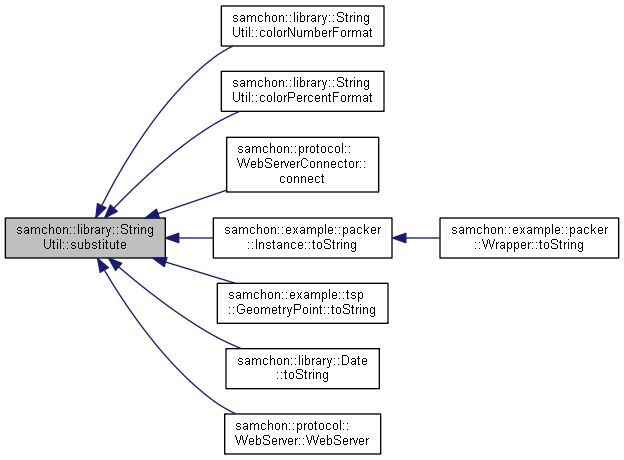 samchon::library::String
Util::colorNumberFormat
samchon::library::String
Util::colorPercentFormat
samchon::protocol::
WebServerConnector::
connect
samchon::library::String
Util::substitute
samchon::example::packer
::Instance::toString
samchon::example::packer
::Wrapper::toString
samchon::example::tsp
::GeometryPoint::toString
samchon::library::Date
::toString
samchon::protocol::
WebServer::WebServer